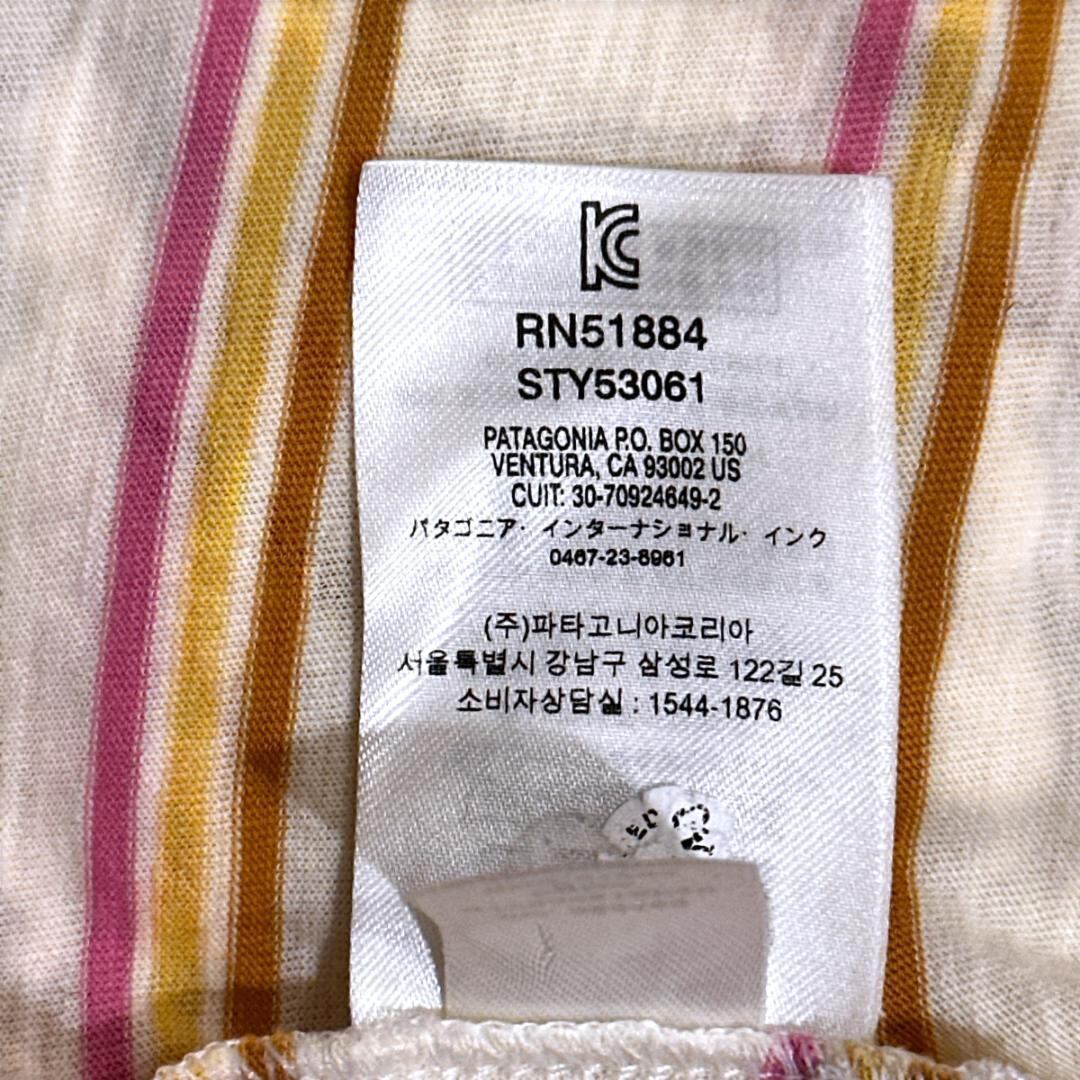 KC
RN51884
STY53061
PATAGONIA P.O. BOX 150
VENTURA, CA 93002 US
CUIT: 30-70924649-2
パタゴニア・インターナショナル・インク
0467-23-8961
(주)파타고니아코리아
서울특별시 강남구 삼성로 122길 25
소비자상담실 : 1544-1876